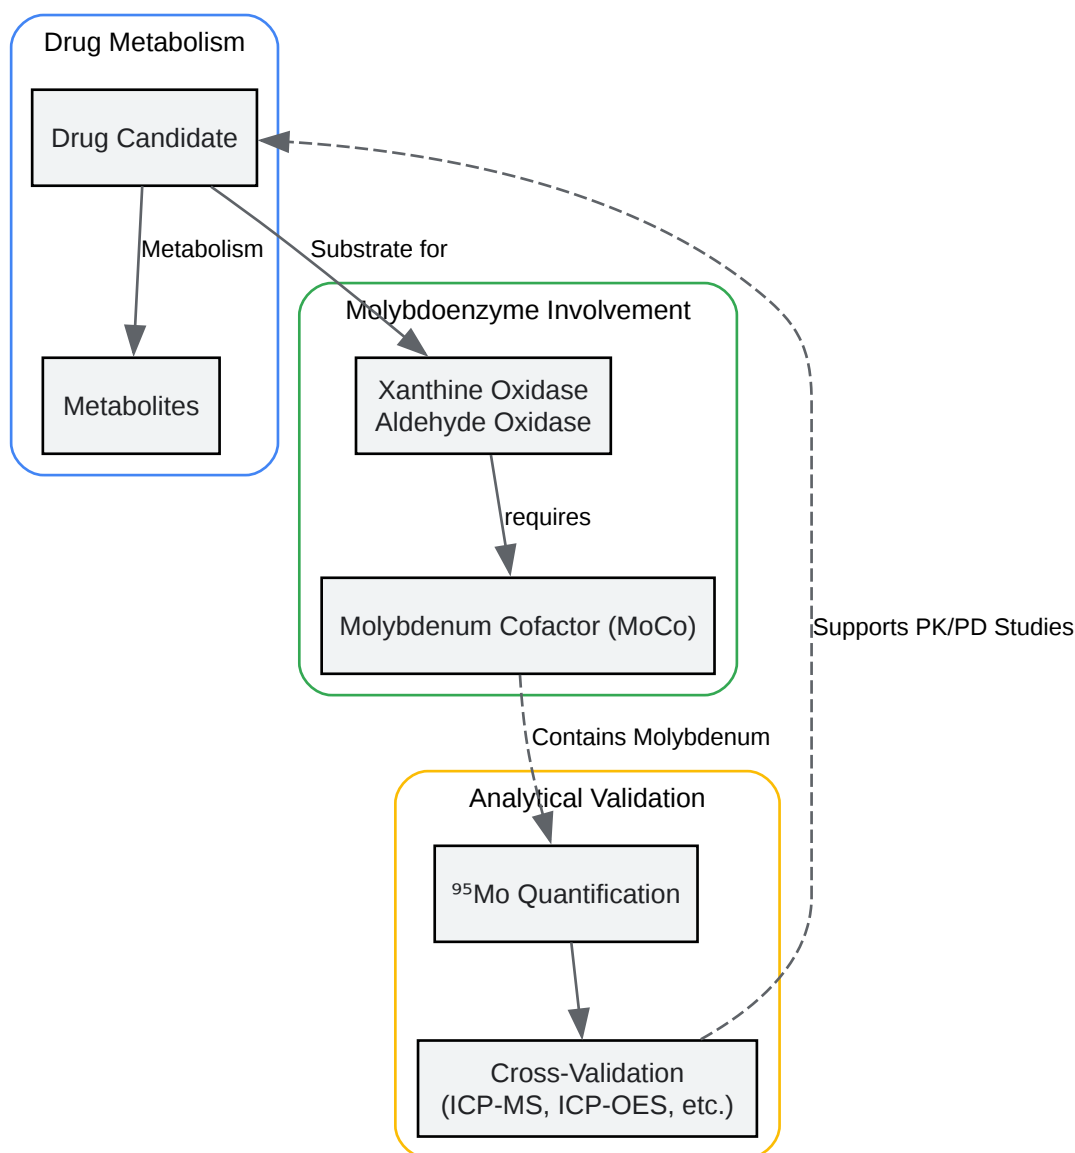 Drug Metabolism
Drug Candidate
Metabolism
Substrate for
Molybdoenzyme Involvement
Metabolites
Xanthine Oxidase
Aldehyde Oxidase
requires
Molybdenum Cofactor (MoCo)
Supports PK/PD Studies
Contains Molybdenum
Analytical Validation
⁹⁵Mo Quantification
Cross-Validation
(ICP-MS, ICP-OES, etc.)